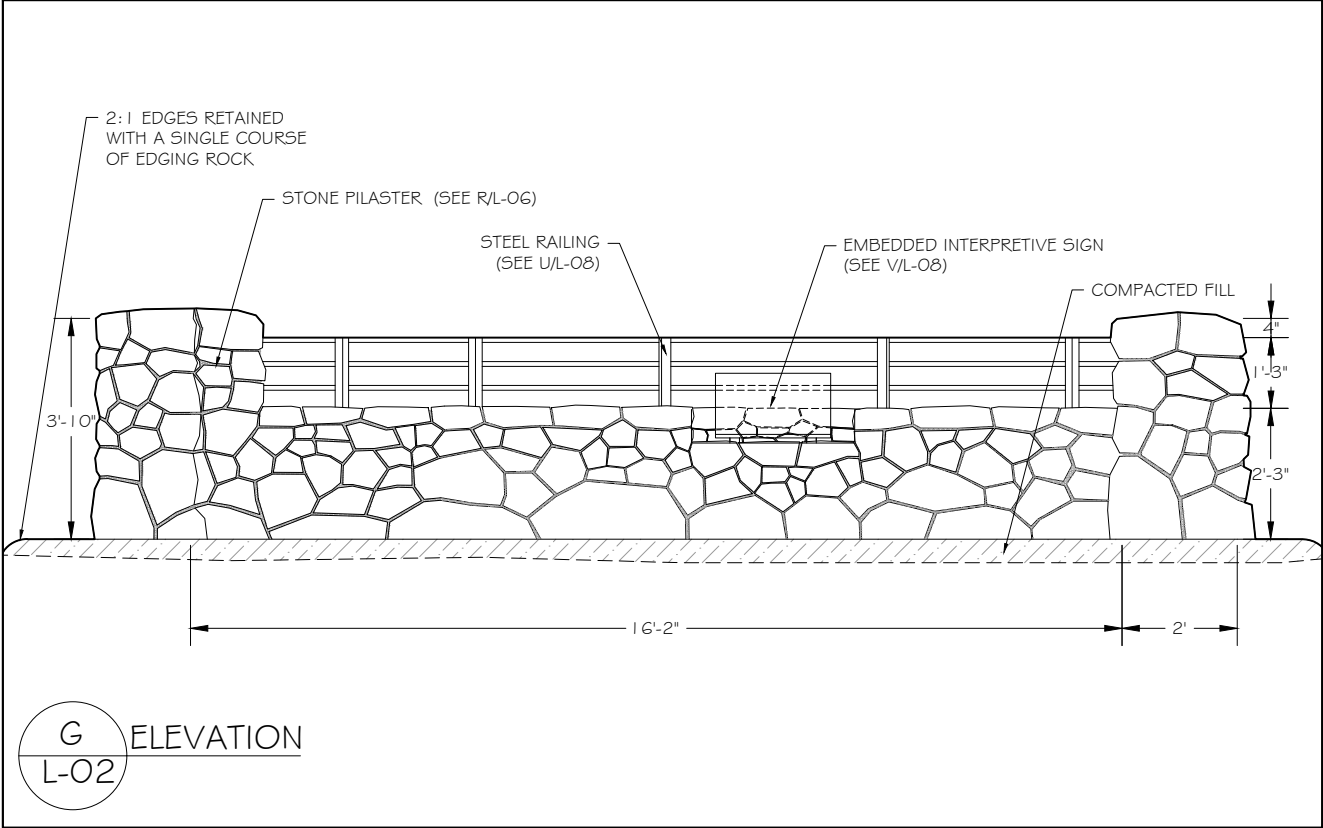 2:1 EDGES RETAINED
WITH A SINGLE COURSE
OF EDGING ROCK
STONE PILASTER (SEE R/L-06)
STEEL RAILING
(SEE U/L-08)
EMBEDDED INTERPRETIVE SIGN
(SEE V/L-08)
COMPACTED FILL
4"
1'-3"
3'-10"
2'-3"
16'-2"
2'
G
ELEVATION
L-02